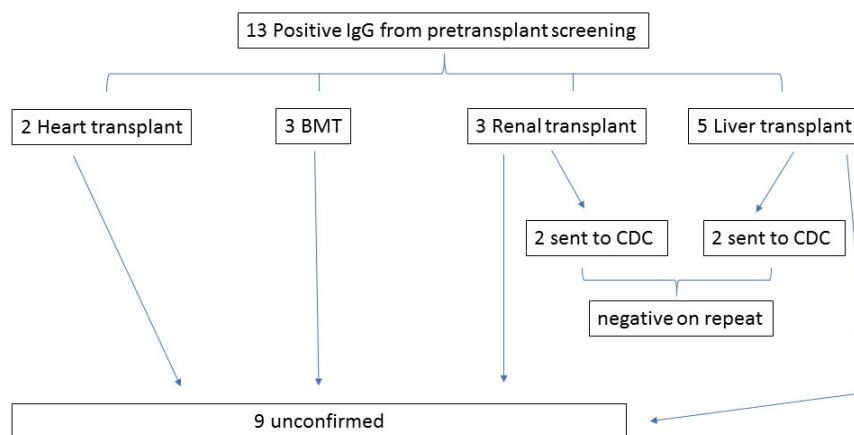 13 Positive IgG from pretransplant screening
2 Heart transplant
3 BMT
3 Renal transplant
5 Liver transplant
2 sent to CDC
2 sent to CDC
negative on repeat
9 unconfirmed